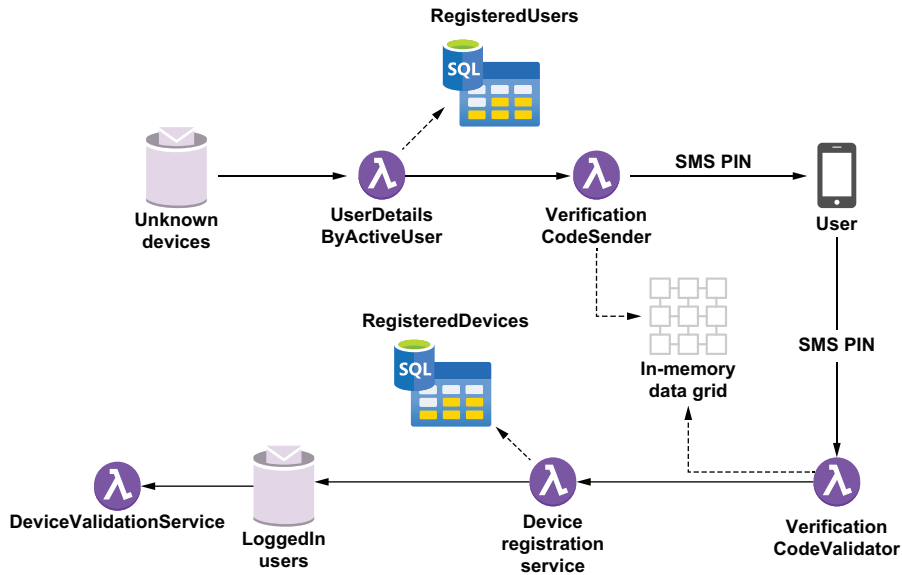 RegisteredUsers
SQL
λ
λ
SMS PIN
Unknown
devices
UserDetails
ByActiveUser
Verification
CodeSender
User
RegisteredDevices
SQL
SMS PIN
In-memory
data grid
λ
λ
λ
DeviceValidationService
LoggedIn
users
Device
registration
service
Verification
CodeValidator